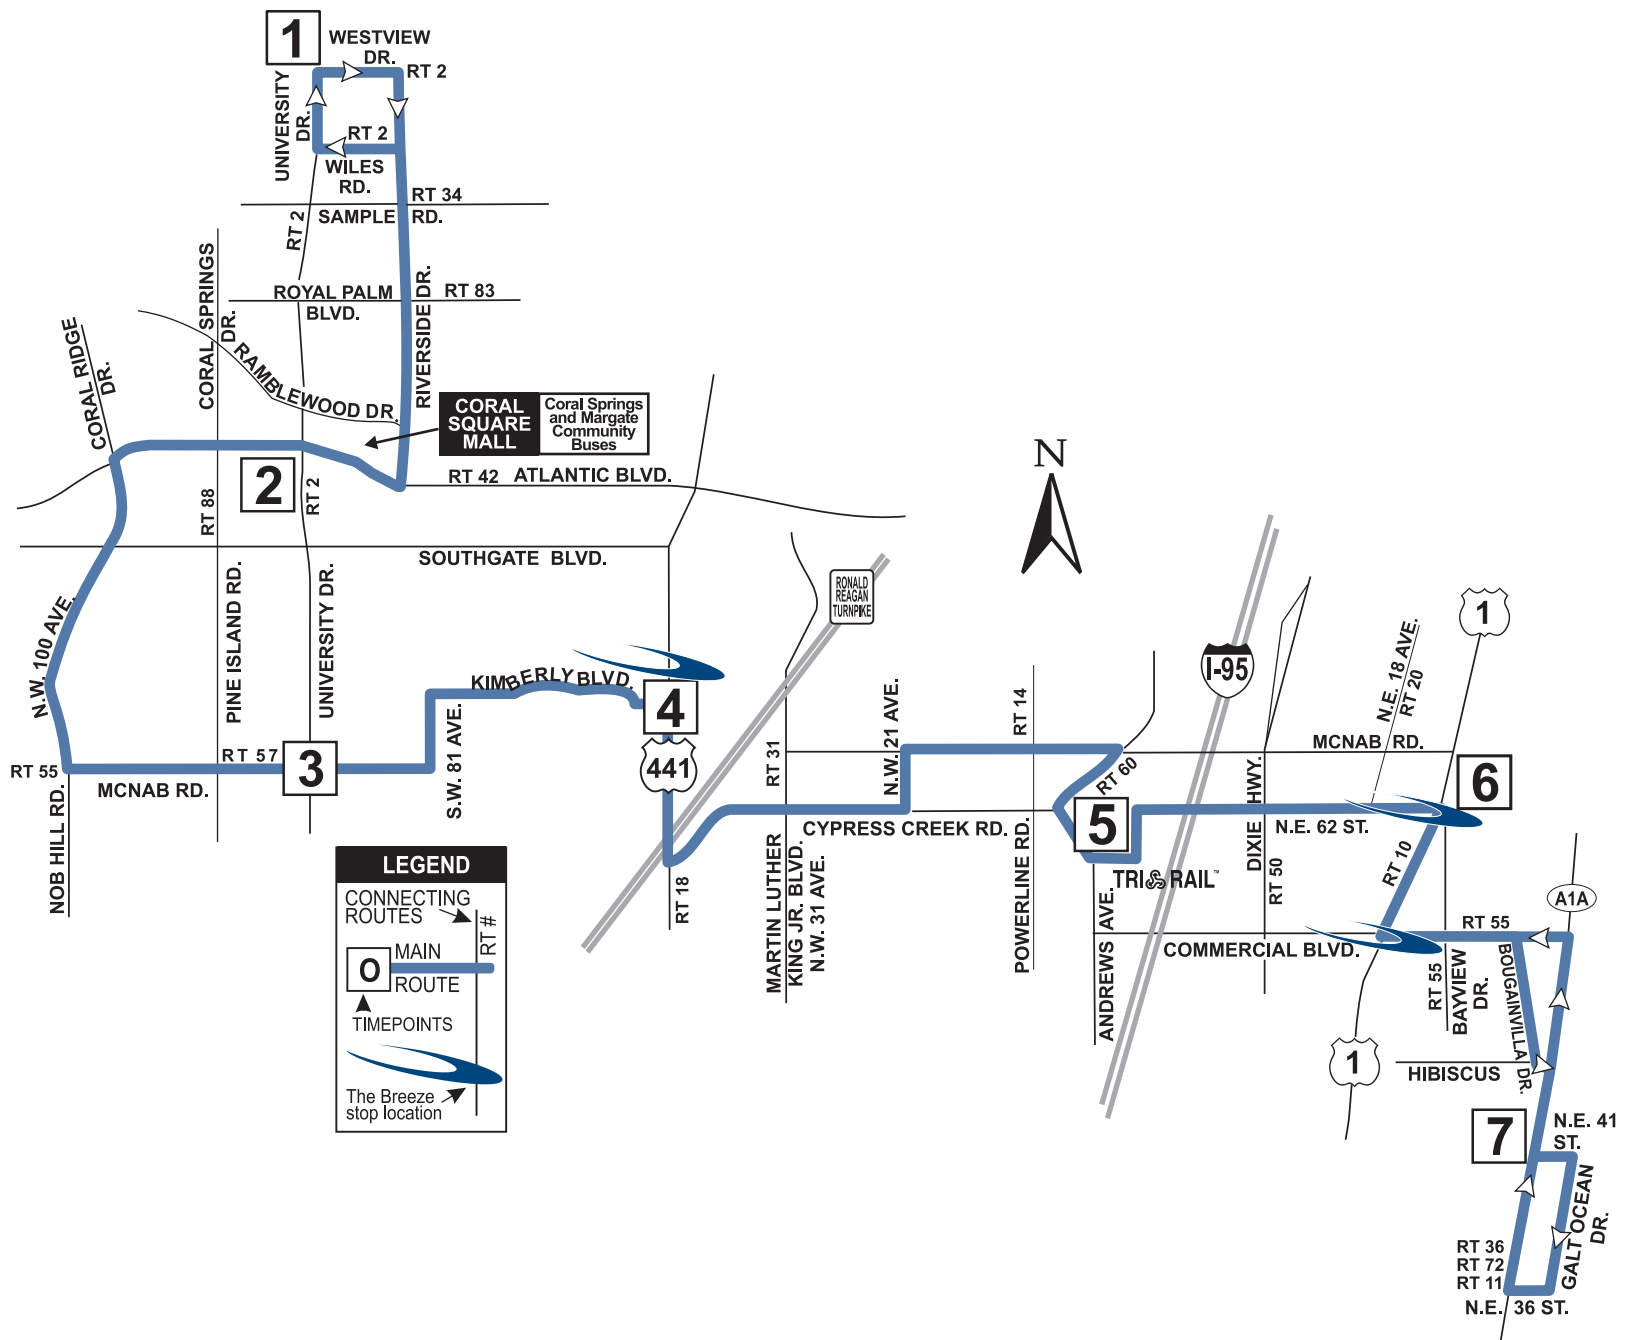 1
WESTVIEW
DR.
RT 2
UNIVERSITY
DR.
RT 2
WILES
RD.
RT 34
SAMPLE RD.
RT 2
CORAL SPRINGS
DR.
ROYAL PALM
BLVD.
RT 83
RIVERSIDE DR.
CORAL RIDGE
DR.
RAMBLEWOOD DR.
CORAL
SQUARE
MALL
Coral Springs
and Margate
Community
Buses
2
RT 88
RT 2
RT 42
ATLANTIC BLVD.
N
SOUTHGATE BLVD.
RONALD
REAGAN
TURNPIKE
N.W. 100 AVE.
PINE ISLAND RD.
UNIVERSITY DR.
KIMBERLY BLVD.
4
441
RT 55
MCNAB RD.
RT 57
3
S.W. 81 AVE.
NOB HILL RD.
RT 18
RT 31
N.W. 21 AVE.
RT 14
CYPRESS CREEK RD.
MARTIN LUTHER
KING JR. BLVD.
N.W. 31 AVE.
POWERLINE RD.
RT 60
5
I-95
TRI RAIL™
ANDREWS AVE.
DIXIE HWY.
RT 50
1
N.E. 18 AVE.
RT 20
MCNAB RD.
6
N.E. 62 ST.
RT 10
A1A
RT 55
COMMERCIAL BLVD.
RT 55
BAYVIEW
DR.
BOUGAINVILLA DR.
1
HIBISCUS
7
N.E. 41
ST.
GALT OCEAN
DR.
RT 36
RT 72
RT 11
N.E. 36 ST.
LEGEND
CONNECTING
ROUTES
RT #
O
MAIN
ROUTE
TIMEPOINTS
The Breeze
stop location